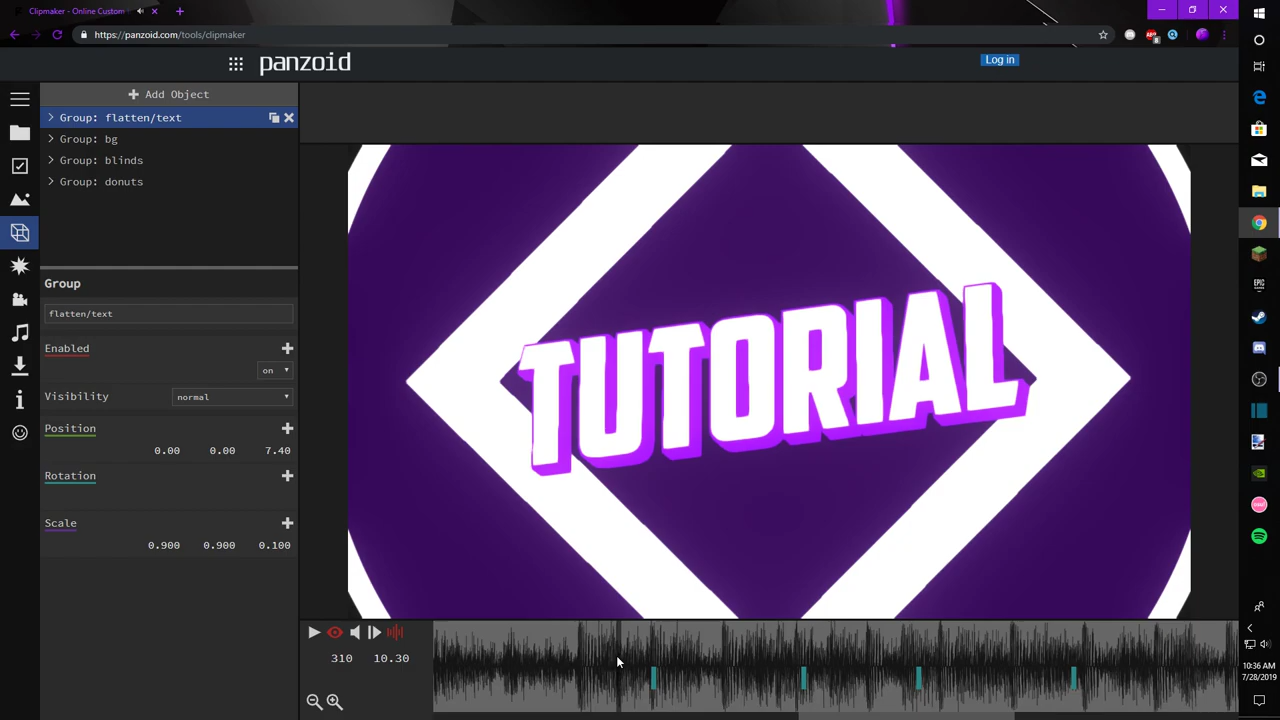 Clipmaker - Online Custom
https://panzoid.com/tools/clipmaker
panzoid
Log in
Add Object
Group: flatten/text
Group: bg
Group: blinds
Group: donuts
Group
flatten/text
Enabled
on
Visibility
normal
Position
0.00 0.00 7.40
Rotation
Scale
0.900 0.900 0.100
TUTORIAL
310 10.30
10:36 AM
7/28/2019